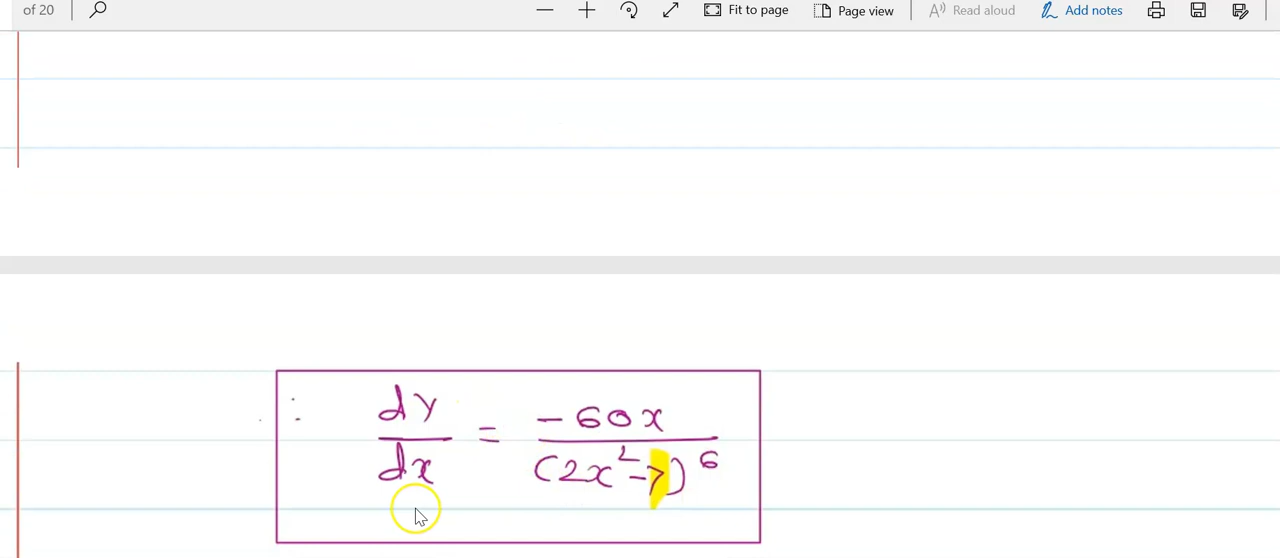 of 20 Fit to page Page view Read aloud Add notes
∴ dy/dx = -60x/(2x²-7)⁶